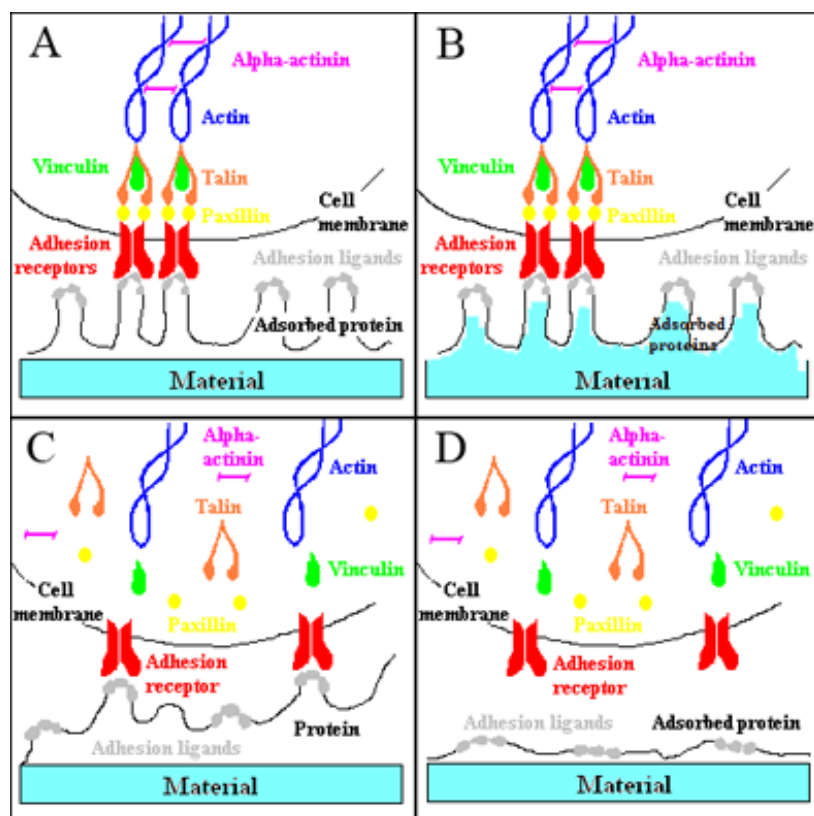 A
Alpha-actinin
Actin
Vinculin
Talin
Cell
membrane
Paxillin
Adhesion
receptors
Adhesion ligands
Adsorbed protein
Material
B
Alpha-actinin
Actin
Vinculin
Talin
Cell
membrane
Paxillin
Adhesion
receptors
Adhesion ligands
Adsorbed
proteins
Material
C
Alpha-
actinin
Actin
Talin
Vinculin
Cell
membrane
Paxillin
Adhesion
receptor
Protein
Adhesion ligands
Material
D
Alpha-
actinin
Actin
Talin
Vinculin
Cell
membrane
Paxillin
Adhesion
receptor
Adhesion ligands
Adsorbed protein
Material